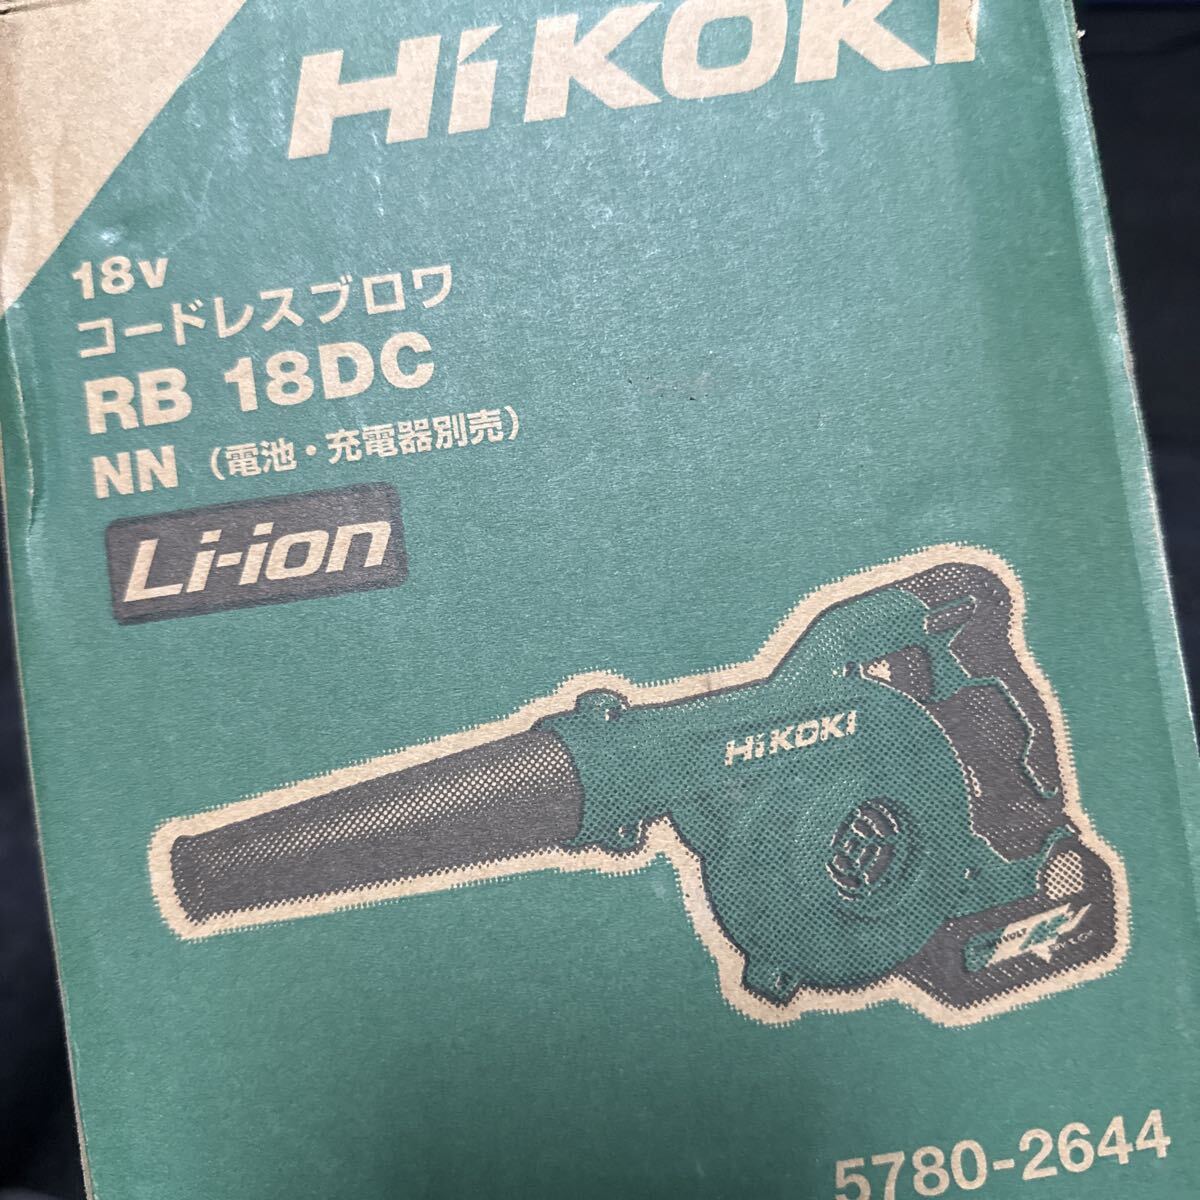 HiKOKI
18V
コードレスブロワ
RB 18DC
NN（電池・充電器別売）
Li-ion
HiKOKI
VOLT
5780-2644